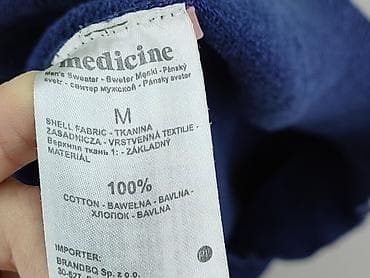 medicine
Men's Sweater - Sweter Męski - Pánský
svetr - свитер мужской - Pánsky sveter
M
SHELL FABRIC - TKANINA
ZASADNICZA - VRSTVENNÁ TEXTILIE -
Верхняя ткань 1: - ZÁKLADNÝ
MATERIÁL
100%
COTTON - BAWEŁNA - BAVLNA -
ХЛОПОК - BAVLNA
IMPORTER:
BRANDBQ Sp. z o.o.